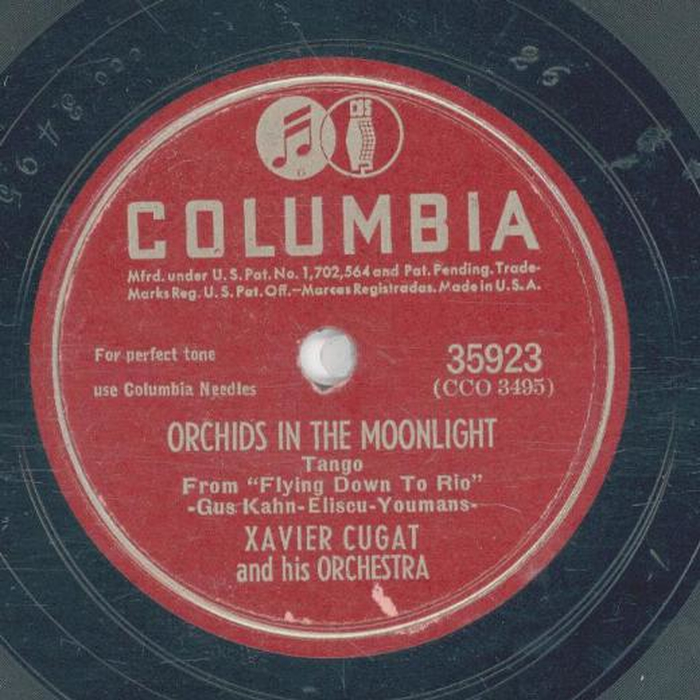 CBS
G
COLUMBIA
Mfrd. under U.S. Pat. No. 1,702,564 and Pat. Pending. Trade-
Marks Reg. U.S. Pat. Off.—Marcas Registradas. Made in U.S.A.
For perfect tone
use Columbia Needles
35923
(CCO 3495)
ORCHIDS IN THE MOONLIGHT
Tango
From "Flying Down To Rio"
-Gus Kahn-Eliscu-Youmans-
XAVIER CUGAT
and his ORCHESTRA